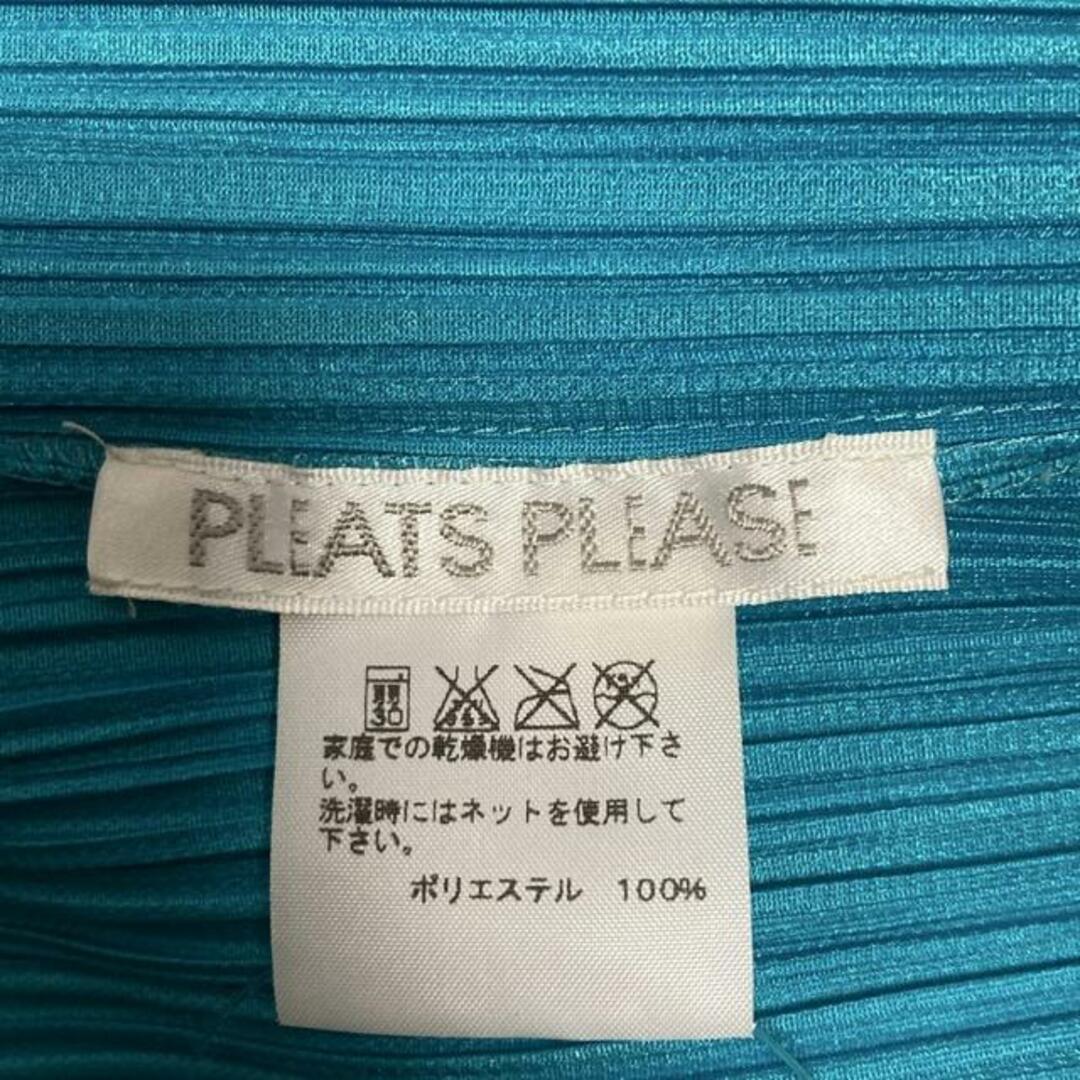 PLEATS PLEASE
家庭での乾燥機はお避け下さ
い。
洗濯時にはネットを使用して
下さい。
ポリエステル 100%